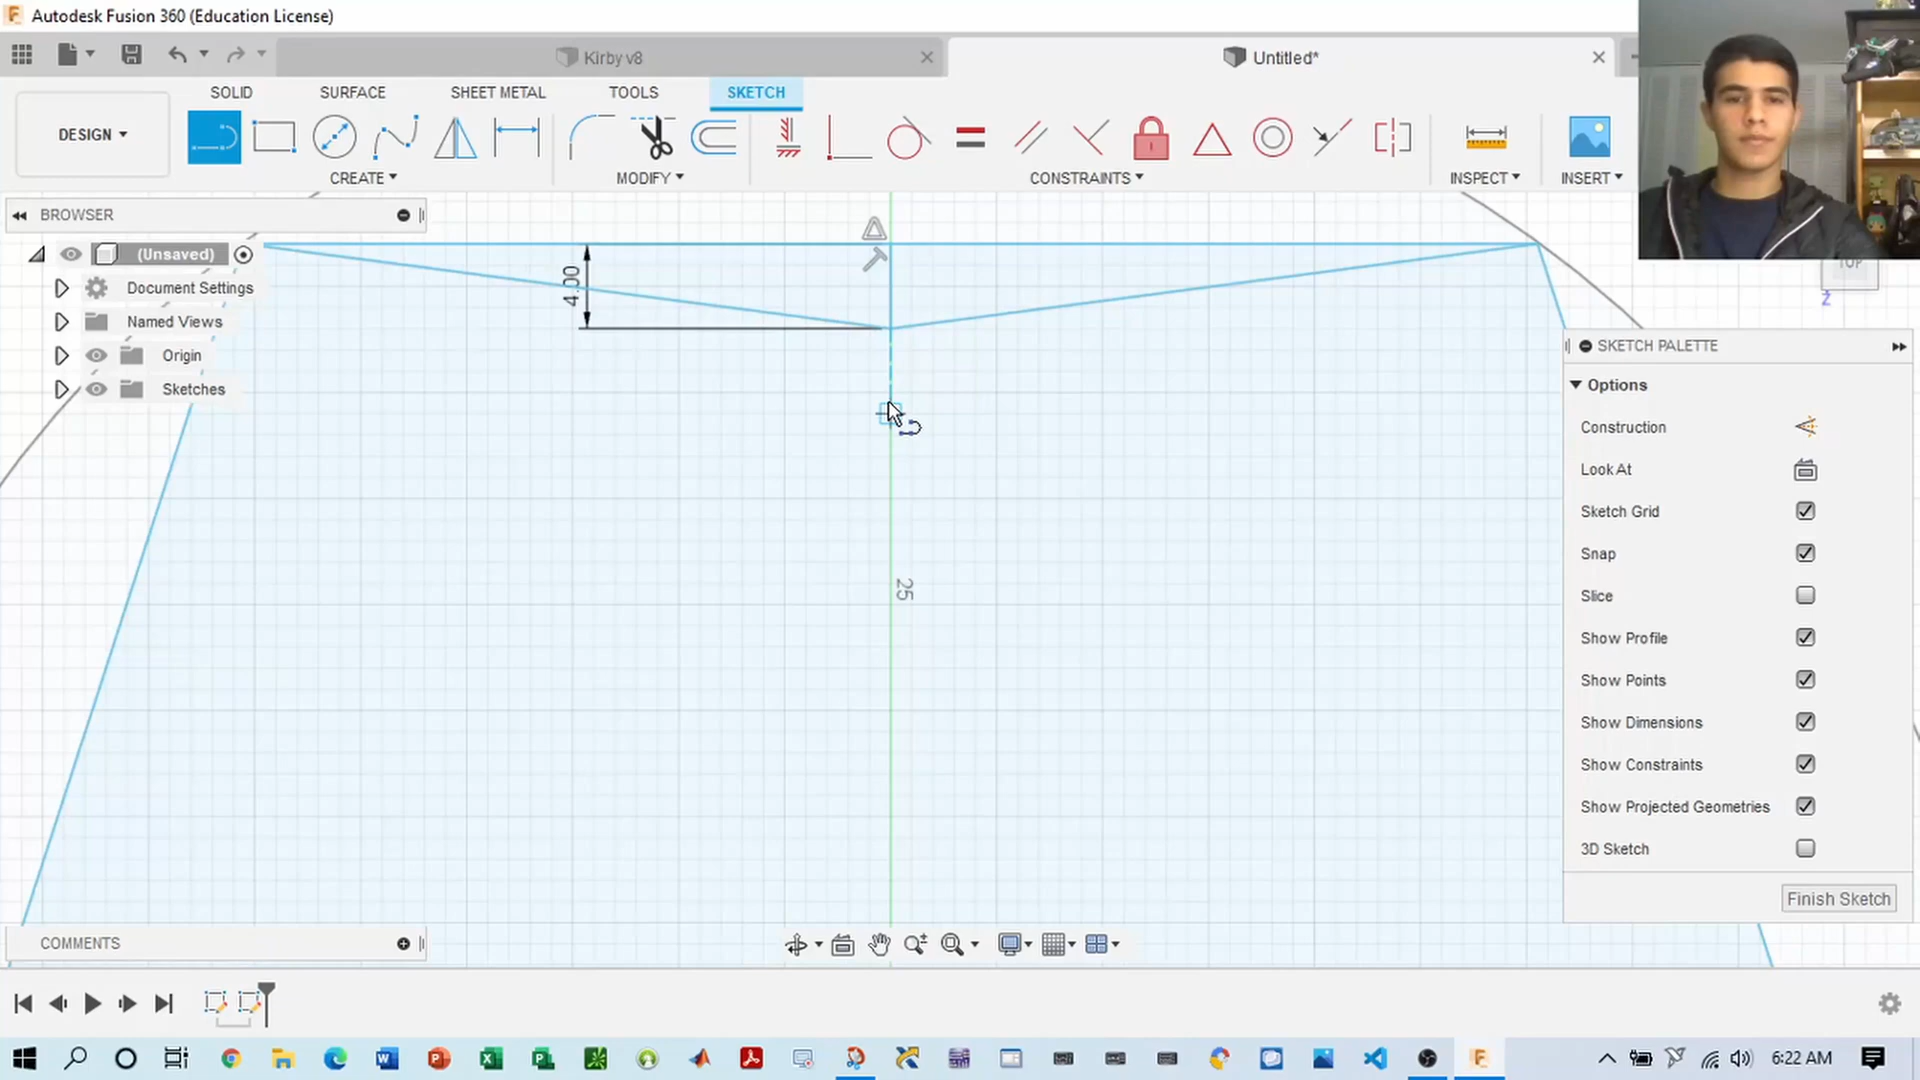 Autodesk Fusion 360 (Education License)
Kirby v8
Untitled*
SOLID
SURFACE
SHEET METAL
TOOLS
SKETCH
DESIGN
CREATE
MODIFY
CONSTRAINTS
INSPECT
INSERT
BROWSER
(Unsaved)
Document Settings
Named Views
Origin
Sketches
4.00
25
TOP
Z
SKETCH PALETTE
Options
Construction
Look At
Sketch Grid
Snap
Slice
Show Profile
Show Points
Show Dimensions
Show Constraints
Show Projected Geometries
3D Sketch
Finish Sketch
COMMENTS
6:22 AM